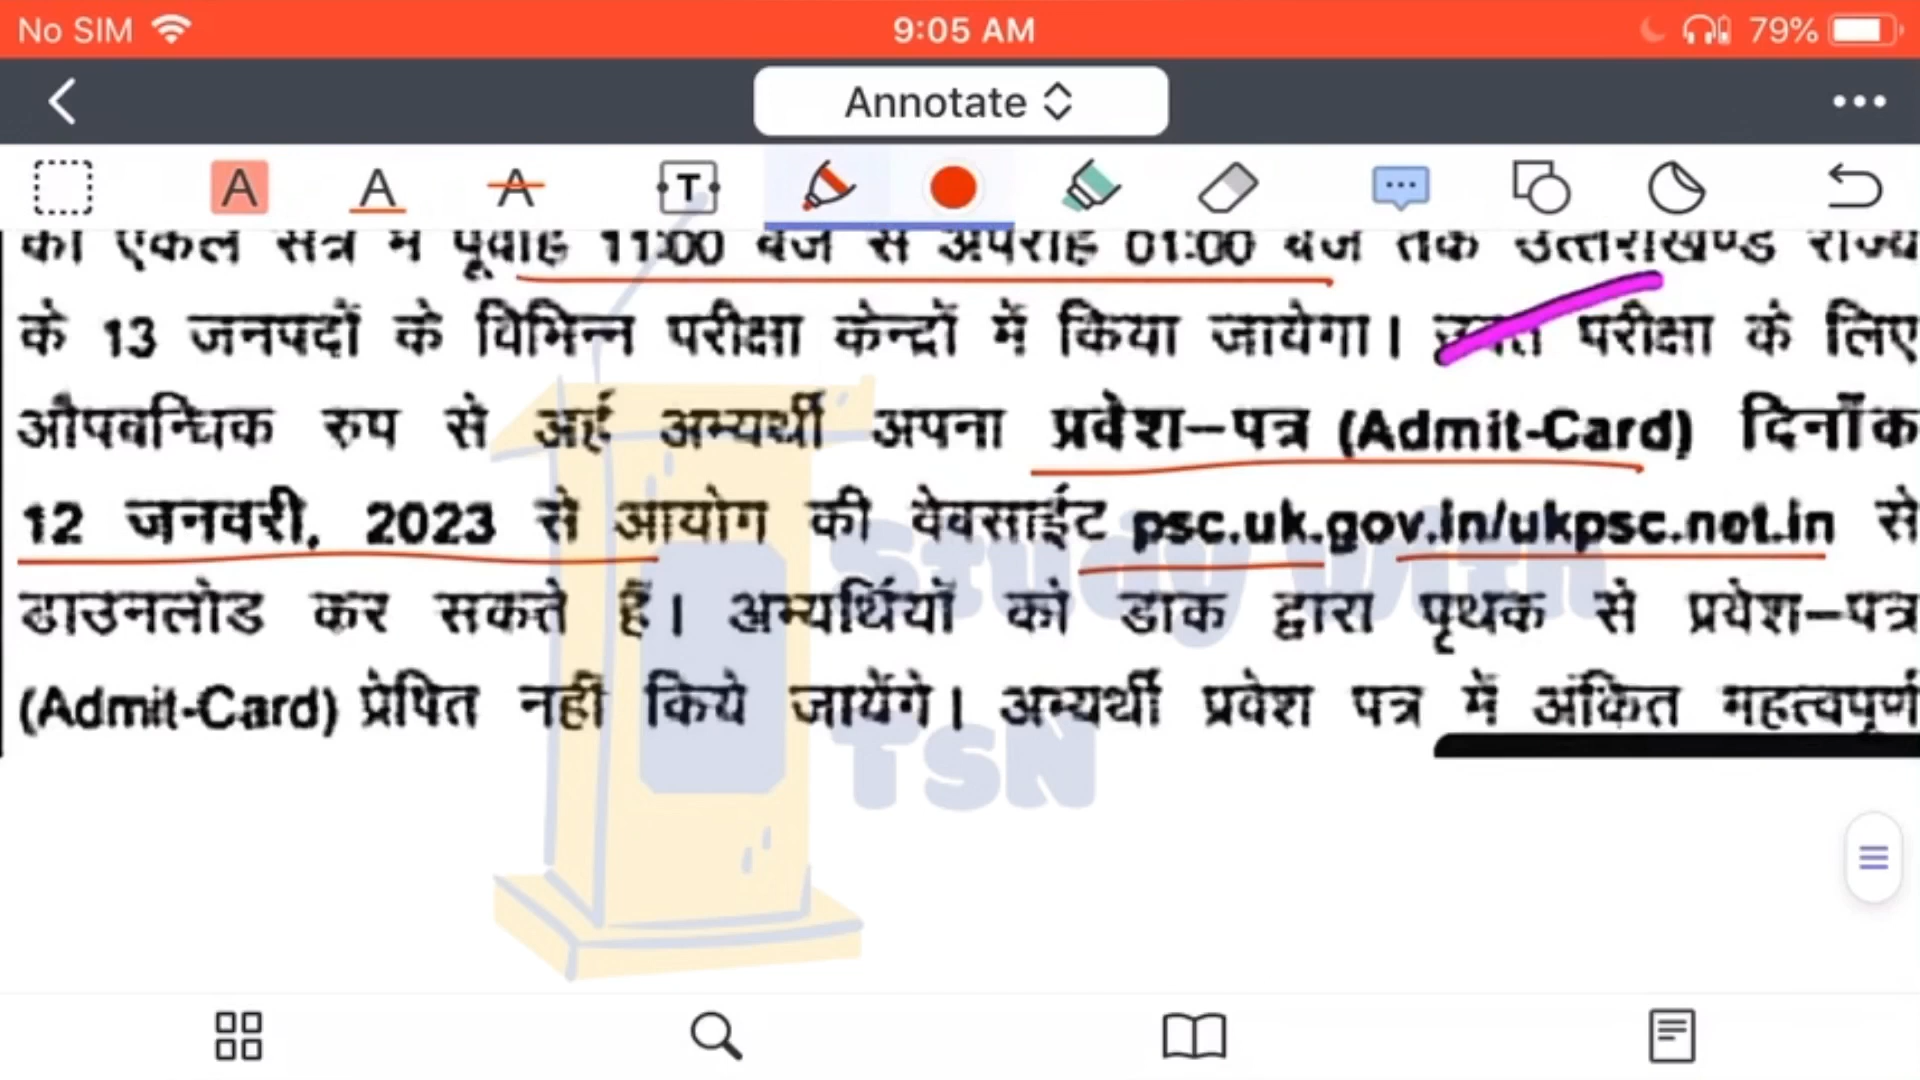 No SIM 9:05 AM 79%
Annotate
A A A T
को एकल सत्र में पूर्वाह्न 11:00 बजे से अपराह्न 01:00 बजे तक उत्तराखण्ड राज्य
के 13 जनपदों के विभिन्न परीक्षा केन्द्रों में किया जायेगा। उक्त परीक्षा के लिए
औपबन्धिक रुप से अर्ह अभ्यर्थी अपना प्रवेश–पत्र (Admit-Card) दिनाँक
12 जनवरी, 2023 से आयोग की वेबसाईट psc.uk.gov.in/ukpsc.net.in से
डाउनलोड कर सकते हैं। अभ्यर्थियों को डाक द्वारा पृथक से प्रवेश–पत्र
(Admit-Card) प्रेषित नहीं किये जायेंगे। अभ्यर्थी प्रवेश पत्र में अंकित महत्वपूर्ण
Study with
TSN